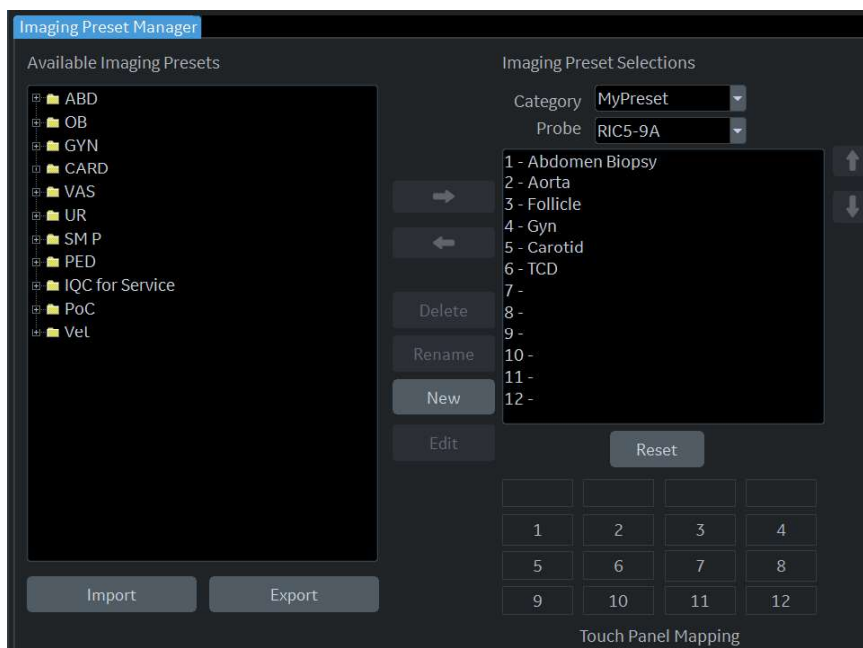 Imaging Preset Manager
Available Imaging Presets
ABD
OB
GYN
CARD
VAS
UR
SM P
PED
IQC for Service
PoC
Vet
Import
Export
Delete
Rename
New
Edit
Imaging Preset Selections
Category MyPreset
Probe RIC5-9A
1 - Abdomen Biopsy
2 - Aorta
3 - Follicle
4 - Gyn
5 - Carotid
6 - TCD
7 -
8 -
9 -
10 -
11 -
12 -
Reset
1 2 3 4
5 6 7 8
9 10 11 12
Touch Panel Mapping